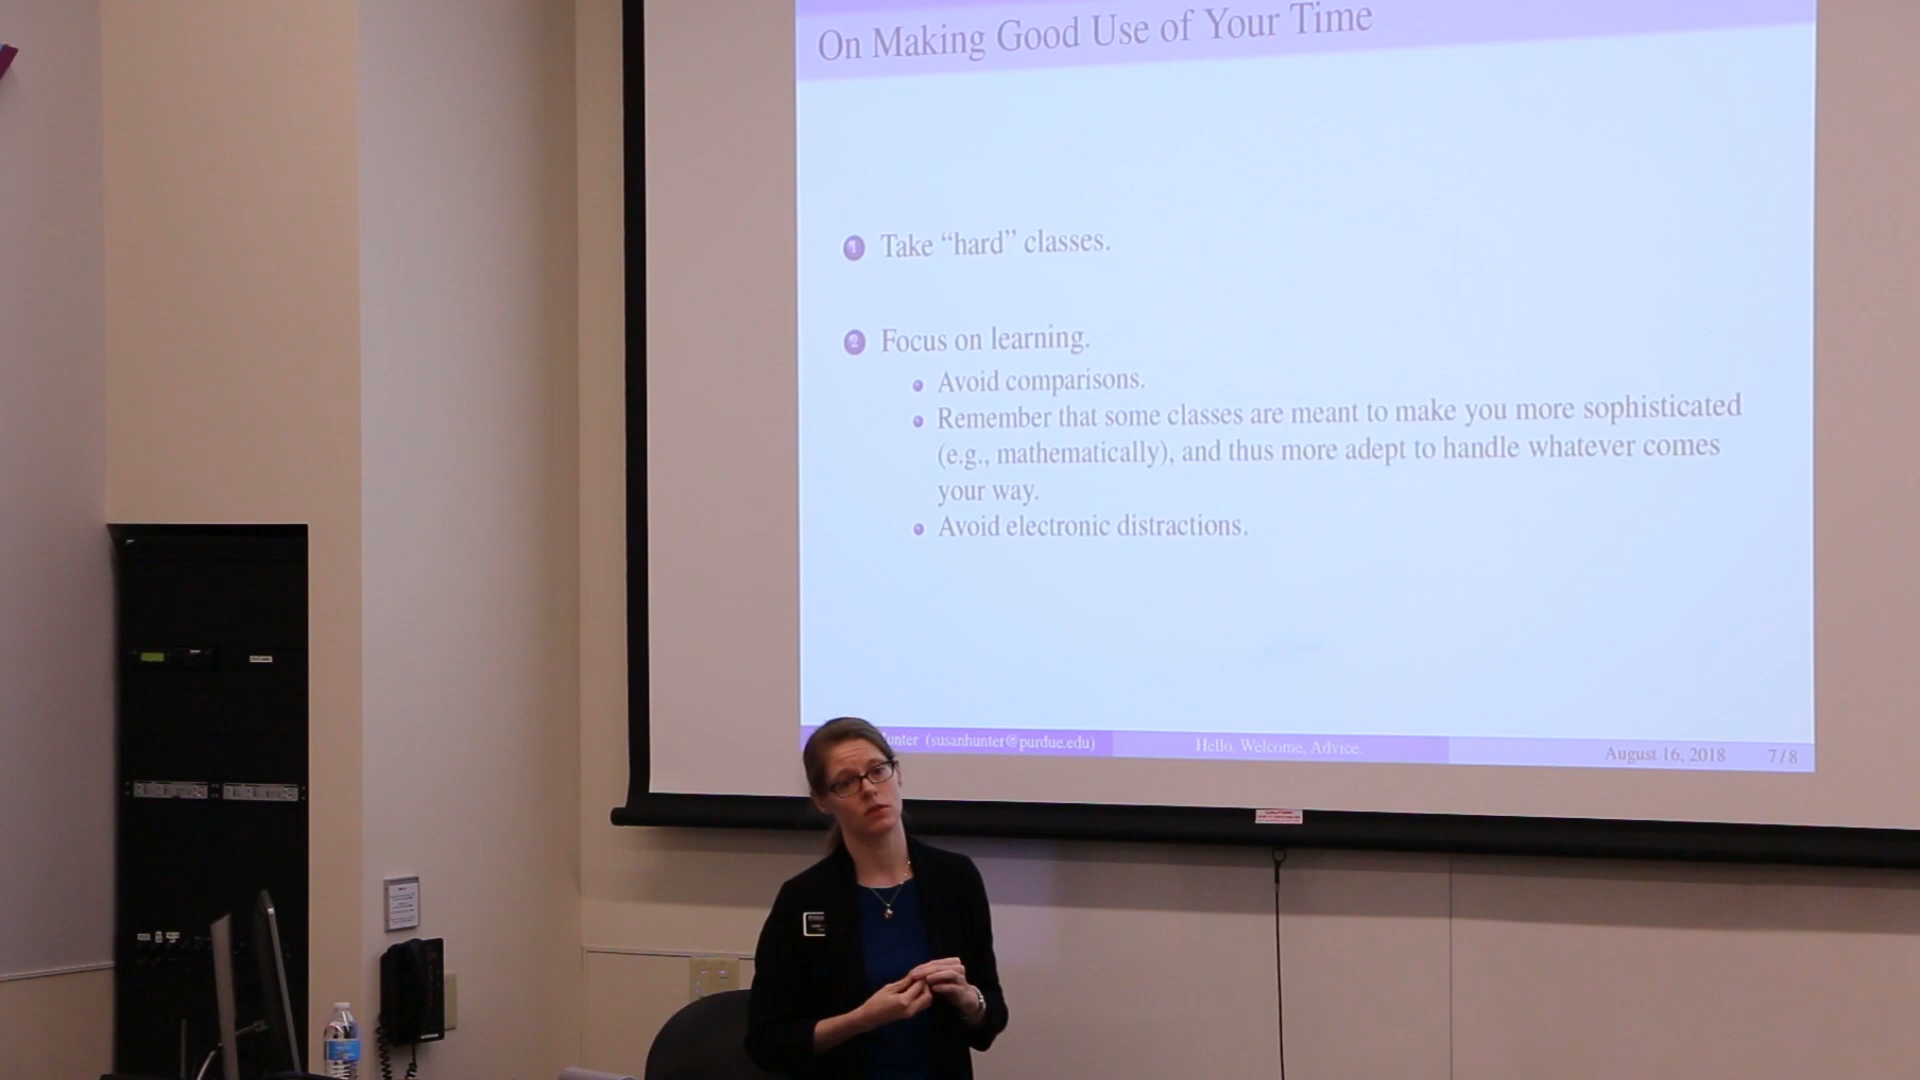 On Making Good Use of Your Time
1 Take “hard” classes.
2 Focus on learning.
Avoid comparisons.
Remember that some classes are meant to make you more sophisticated
(e.g., mathematically), and thus more adept to handle whatever comes
your way.
Avoid electronic distractions.
(susanhunter@purdue.edu)
Hello, Welcome, Advice.
August 16, 2018
7 / 8